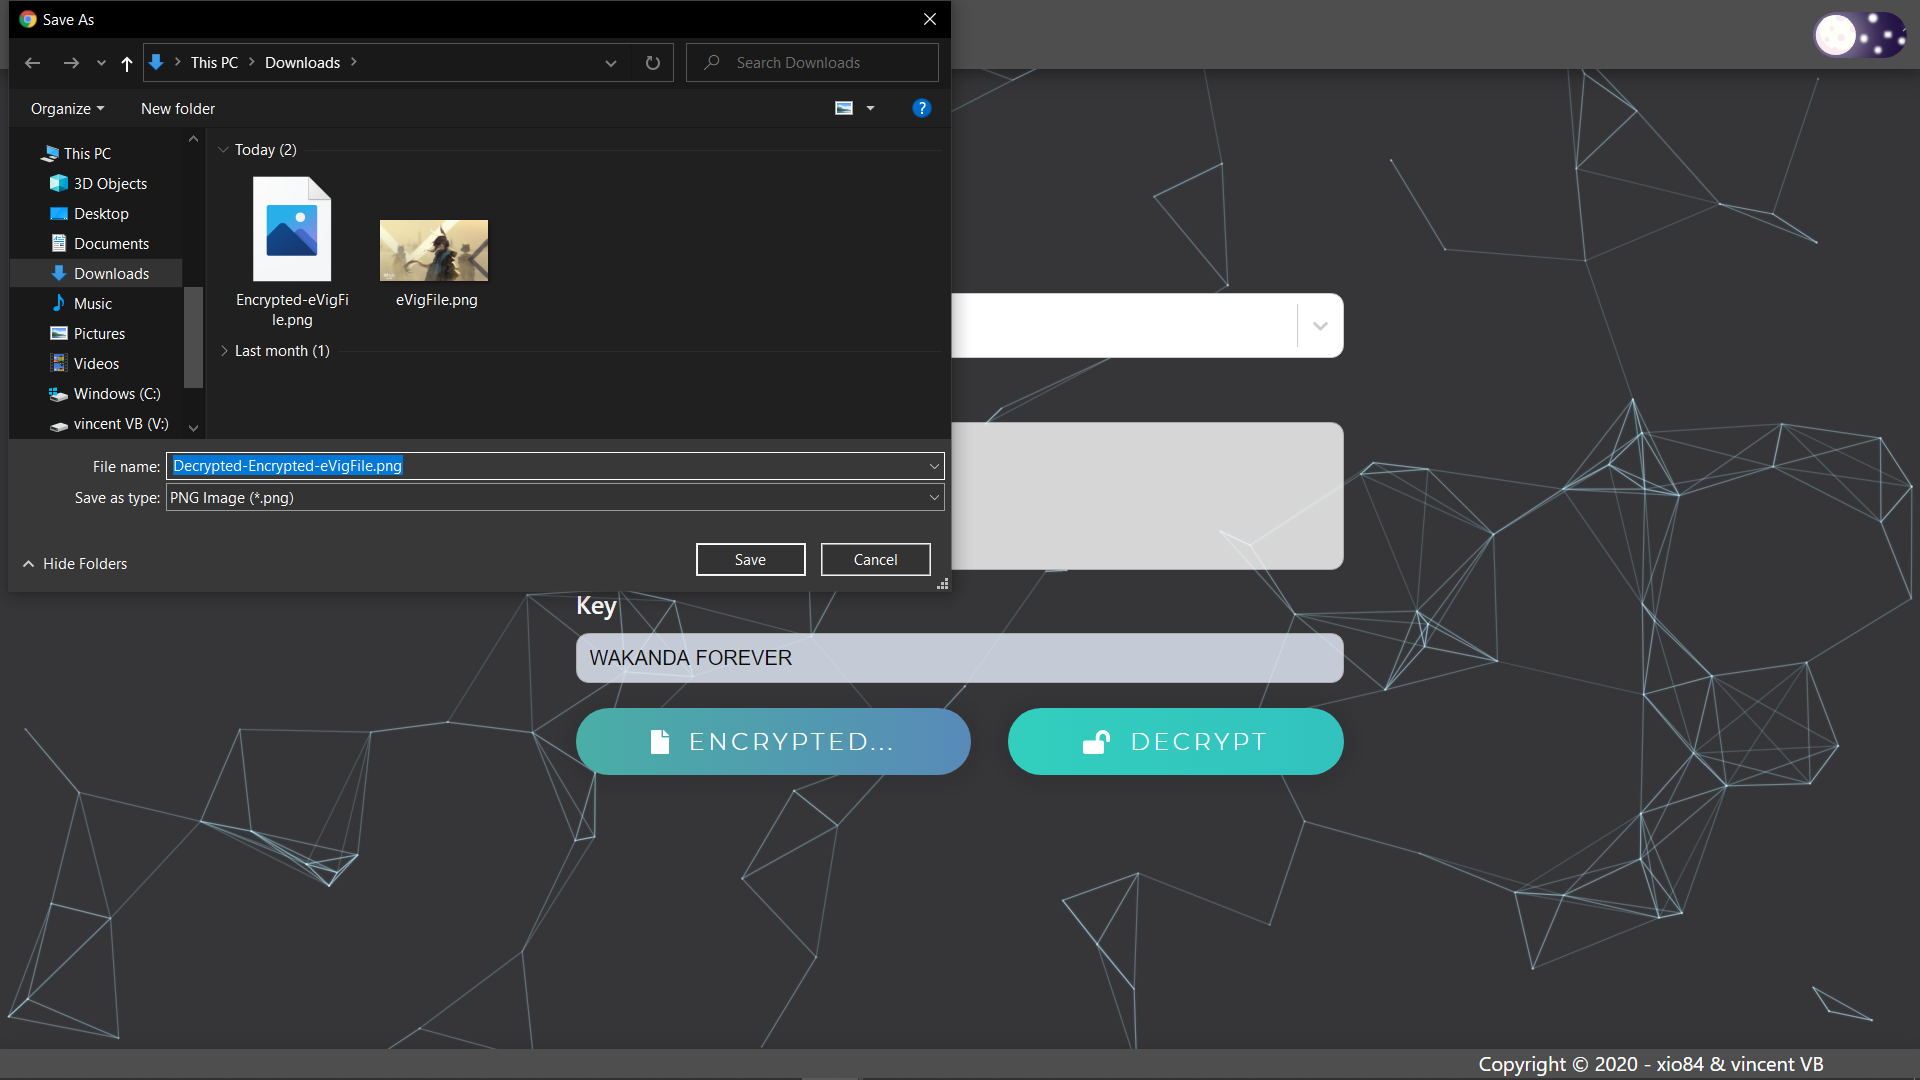 Save As
This PC
Downloads
Search Downloads
Organize
New folder
?
This PC
3D Objects
Desktop
Documents
Downloads
Music
Pictures
Videos
Windows (C:)
vincent VB (V:)
Today (2)
Encrypted-eVigFi
le.png
eVigFile.png
Last month (1)
File name:
Decrypted-Encrypted-eVigFile.png
Save as type:
PNG Image (*.png)
Hide Folders
Save
Cancel
Key
WAKANDA FOREVER
ENCRYPTED...
DECRYPT
Copyright © 2020 - xio84 & vincent VB